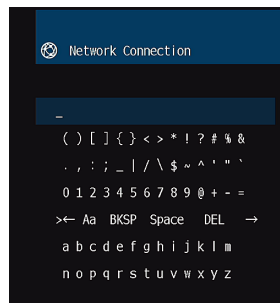 Network Connection
_
( ) [ ] { } < > * ! ? # % &
. , : ; _ | / \ $ ~ ^ ' " `
0 1 2 3 4 5 6 7 8 9 @ + - =
>← Aa BKSP Space DEL →
a b c d e f g h i j k l m
n o p q r s t u v w x y z